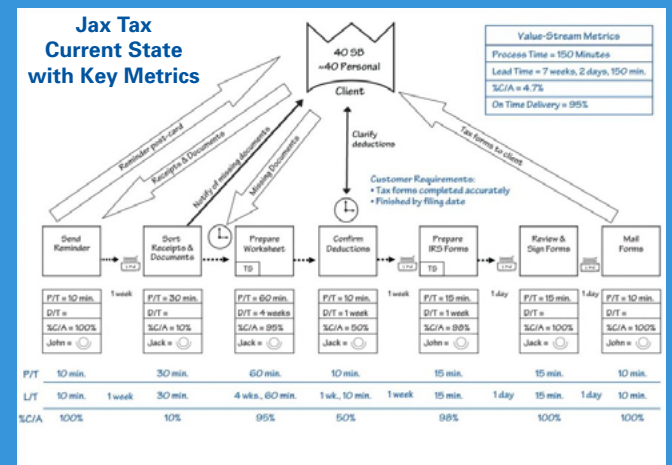 Jax Tax
Current State
with Key Metrics
40 SB
~40 Personal
Client
Value-Stream Metrics
Process Time = 150 Minutes
Lead Time = 7 weeks, 2 days, 150 min.
%C/A = 4.7%
On Time Delivery = 95%
Reminder post-card
Receipts & Documents
Notify of missing documents
Missing Documents
Clarify
deductions
Tax forms to client
Customer Requirements:
• Tax forms completed accurately
• Finished by filing date
Send
Reminder
Sort
Receipts &
Documents
Prepare
Worksheet
TS
Confirm
Deductions
Prepare
IRS Forms
TS
Review &
Sign Forms
Mail
Forms
P/T = 10 min.
D/T =
%C/A = 100%
John =
1 week
P/T = 30 min.
D/T =
%C/A = 10%
Jack =
P/T = 60 min.
D/T = 4 weeks
%C/A = 95%
Jack =
P/T = 10 min.
D/T = 1 week
%C/A = 50%
Jack =
1 week
P/T = 15 min.
D/T = 1 week
%C/A = 98%
John =
1 day
P/T = 15 min.
D/T =
%C/A = 100%
Jack =
1 day
P/T = 10 min.
D/T =
%C/A = 100%
John =
P/T 10 min. 30 min. 60 min. 10 min. 15 min. 15 min. 10 min.
L/T 10 min. 1 week 30 min. 4 wks., 60 min. 1 wk., 10 min. 1 week 15 min. 1 day 15 min. 1 day 10 min.
%C/A 100% 10% 95% 50% 98% 100% 100%